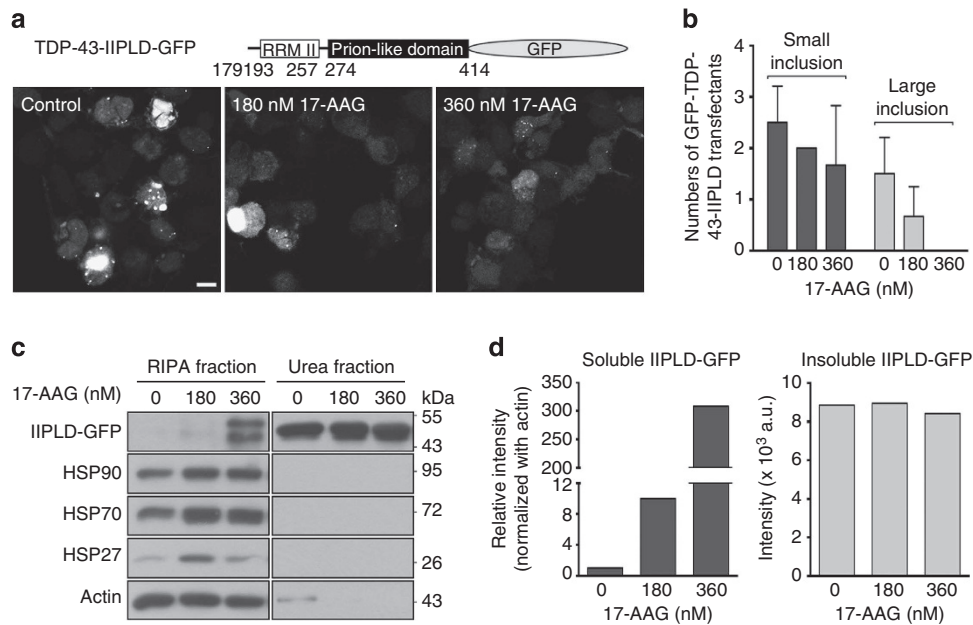 a
TDP-43-IIPLD-GFP
RRM II
Prion-like domain
GFP
179193 257 274 414
Control
180 nM 17-AAG
360 nM 17-AAG
b
Numbers of GFP-TDP-
43-IIPLD transfectants
4
3
2
1
0
Small
inclusion
Large
inclusion
0 180 360 0 180 360
17-AAG (nM)
c
RIPA fraction Urea fraction
17-AAG (nM) 0 180 360 0 180 360 kDa
IIPLD-GFP 55
43
HSP90 95
HSP70 72
HSP27 26
Actin 43
d
Soluble IIPLD-GFP
Relative intensity
(normalized with actin)
350
300
250
200
12
8
4
0
0 180 360
17-AAG (nM)
Insoluble IIPLD-GFP
Intensity (x 10³ a.u.)
10
8
6
4
2
0
0 180 360
17-AAG (nM)